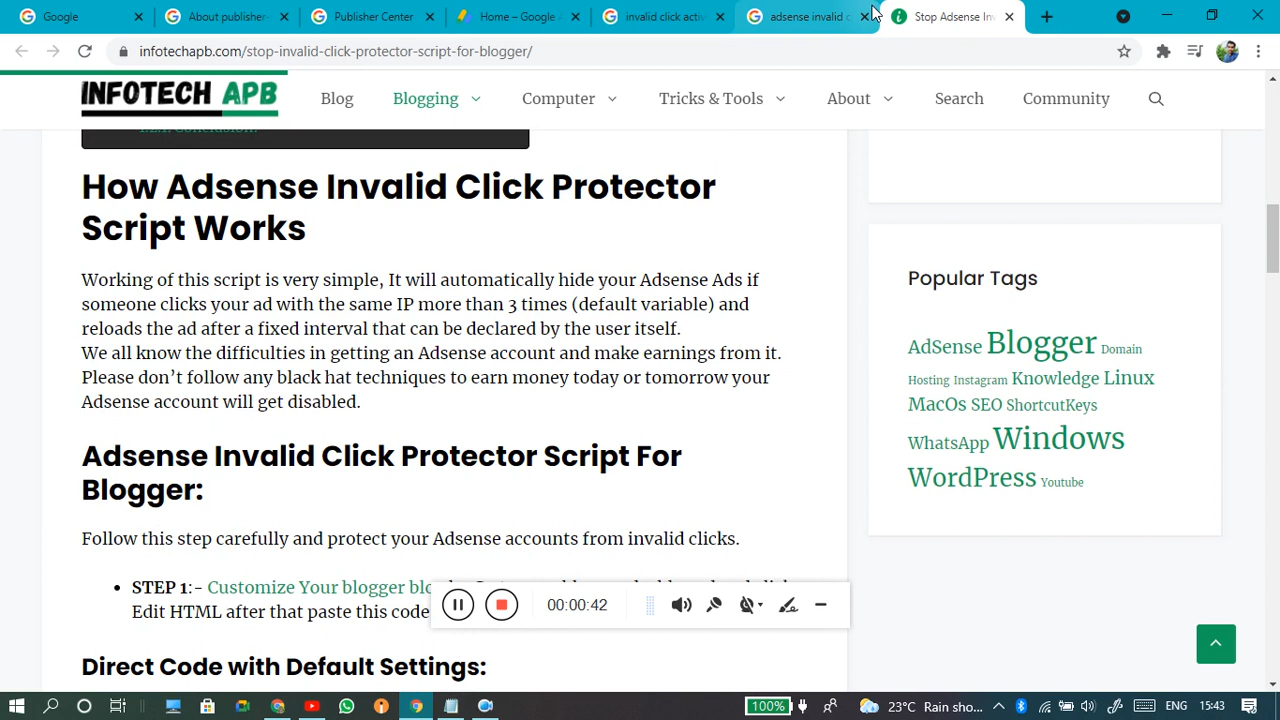 Google
About publisher
Publisher Center
Home – Google A
invalid click activ
adsense invalid c
Stop Adsense Inv
infotechapb.com/stop-invalid-click-protector-script-for-blogger/
INFOTECH APB
Blog
Blogging
Computer
Tricks & Tools
About
Search
Community
1.2.1. Conclusion:
How Adsense Invalid Click Protector
Script Works
Working of this script is very simple, It will automatically hide your Adsense Ads if
someone clicks your ad with the same IP more than 3 times (default variable) and
reloads the ad after a fixed interval that can be declared by the user itself.
We all know the difficulties in getting an Adsense account and make earnings from it.
Please don’t follow any black hat techniques to earn money today or tomorrow your
Adsense account will get disabled.
Adsense Invalid Click Protector Script For
Blogger:
Follow this step carefully and protect your Adsense accounts from invalid clicks.
STEP 1:- Customize Your blogger blo
Edit HTML after that paste this code
Direct Code with Default Settings:
Popular Tags
AdSense Blogger Domain
Hosting Instagram Knowledge Linux
MacOs SEO ShortcutKeys
WhatsApp Windows
WordPress Youtube
00:00:42
100%
23°C Rain sho...
ENG
15:43